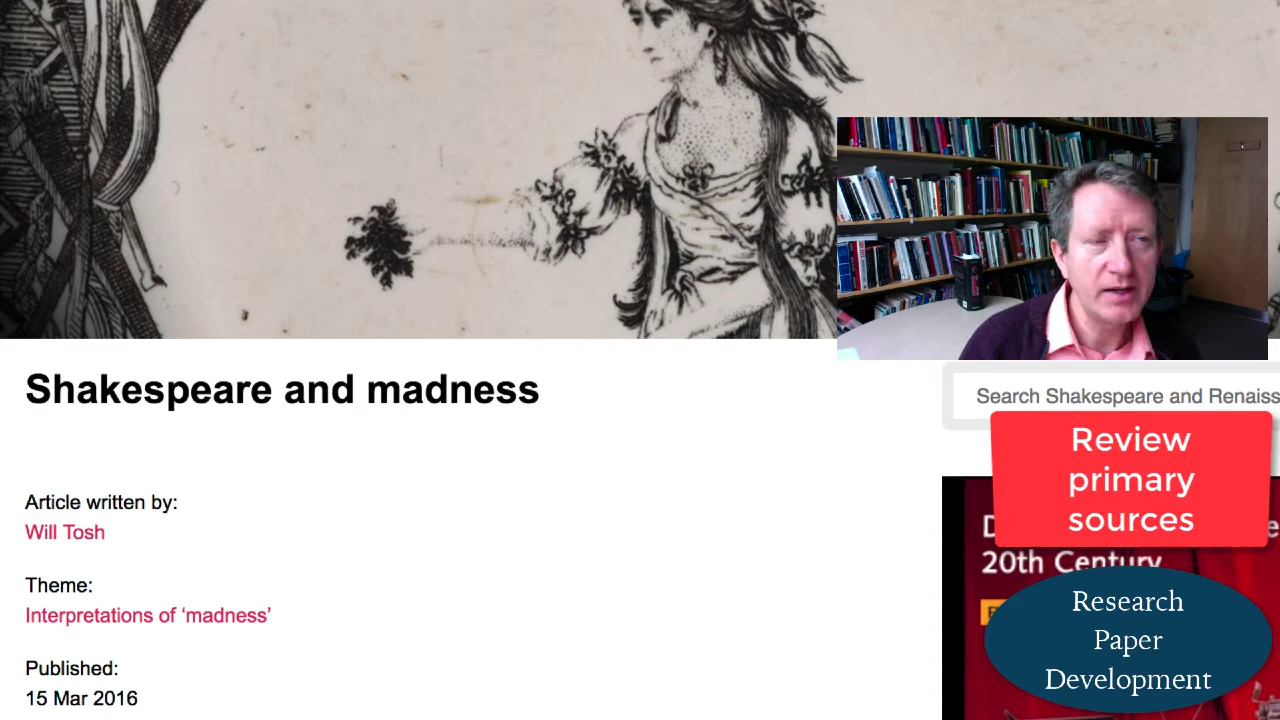 Shakespeare and madness
Article written by:
Will Tosh
Theme:
Interpretations of ‘madness’
Published:
15 Mar 2016
Search Shakespeare and Renaiss
Review
primary
sources
20th Century
Research
Paper
Development